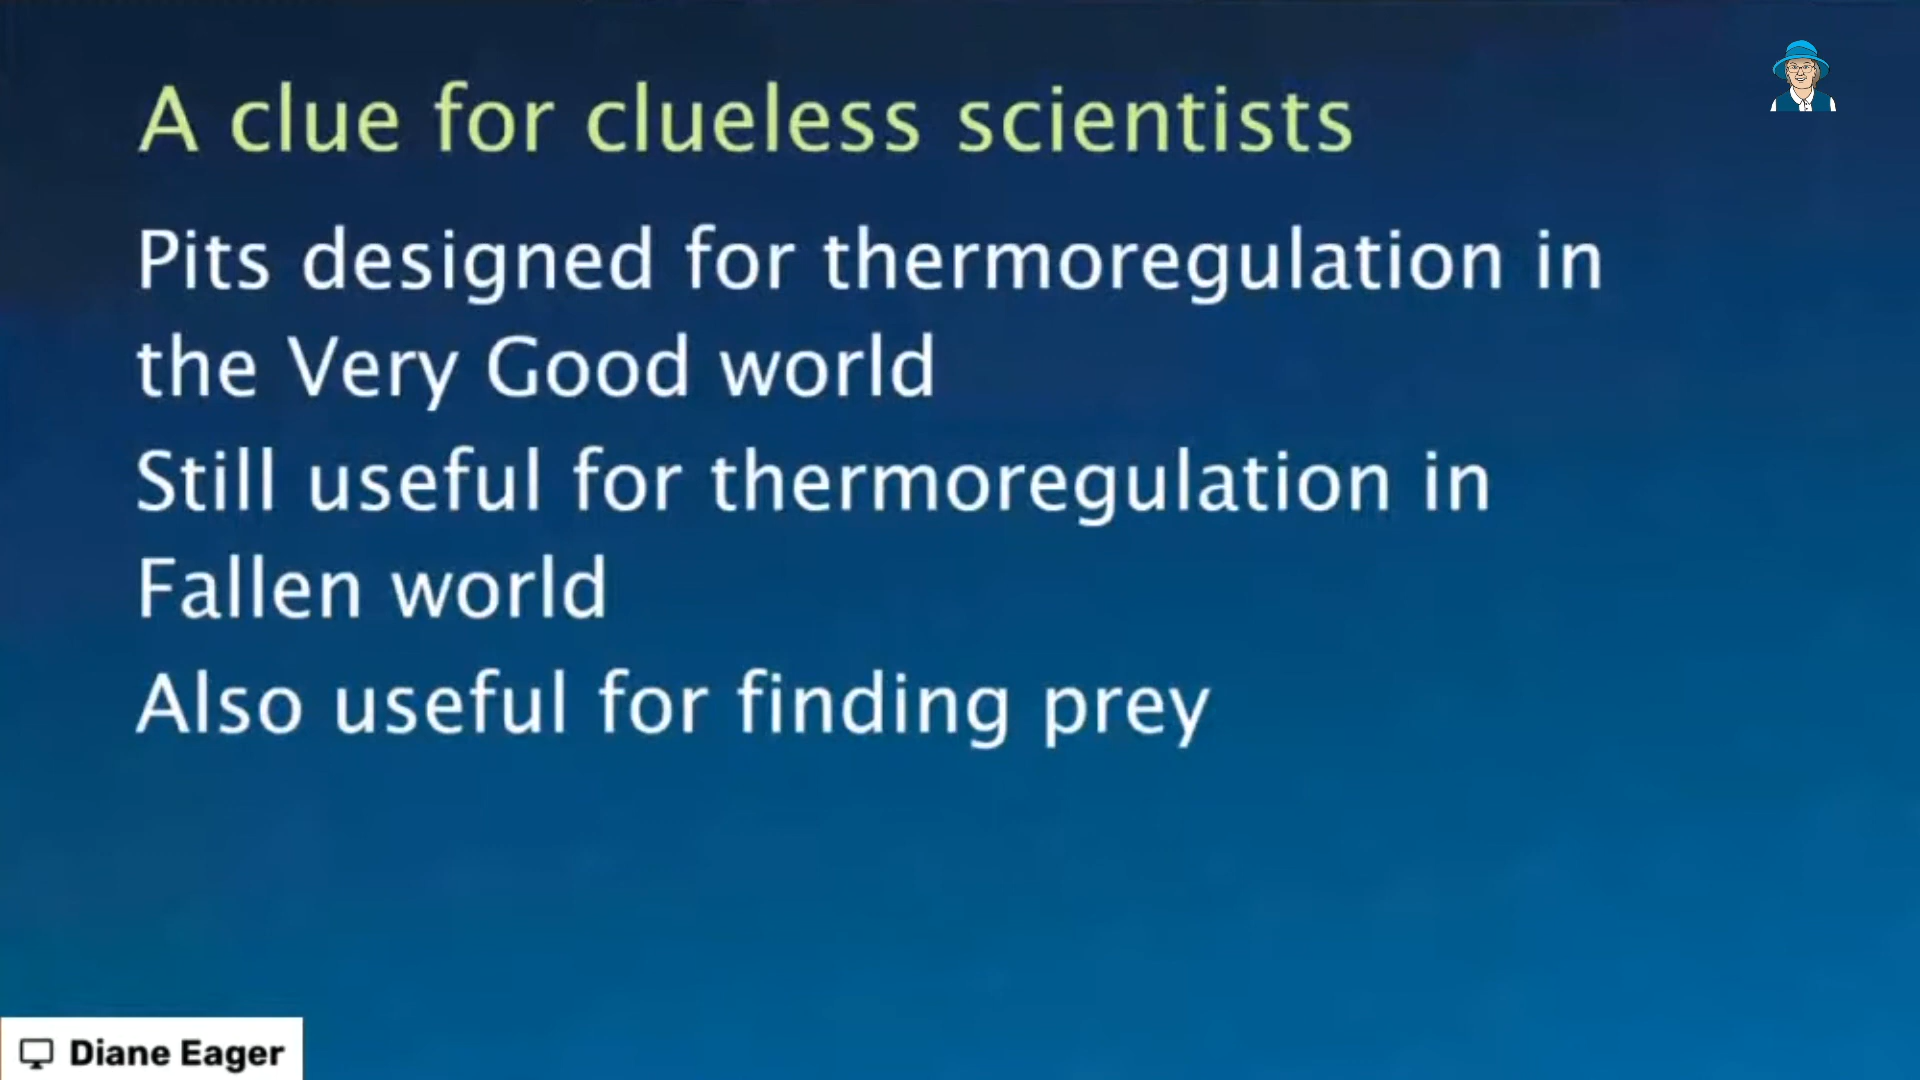 A clue for clueless scientists
Pits designed for thermoregulation in
the Very Good world
Still useful for thermoregulation in
Fallen world
Also useful for finding prey
Diane Eager